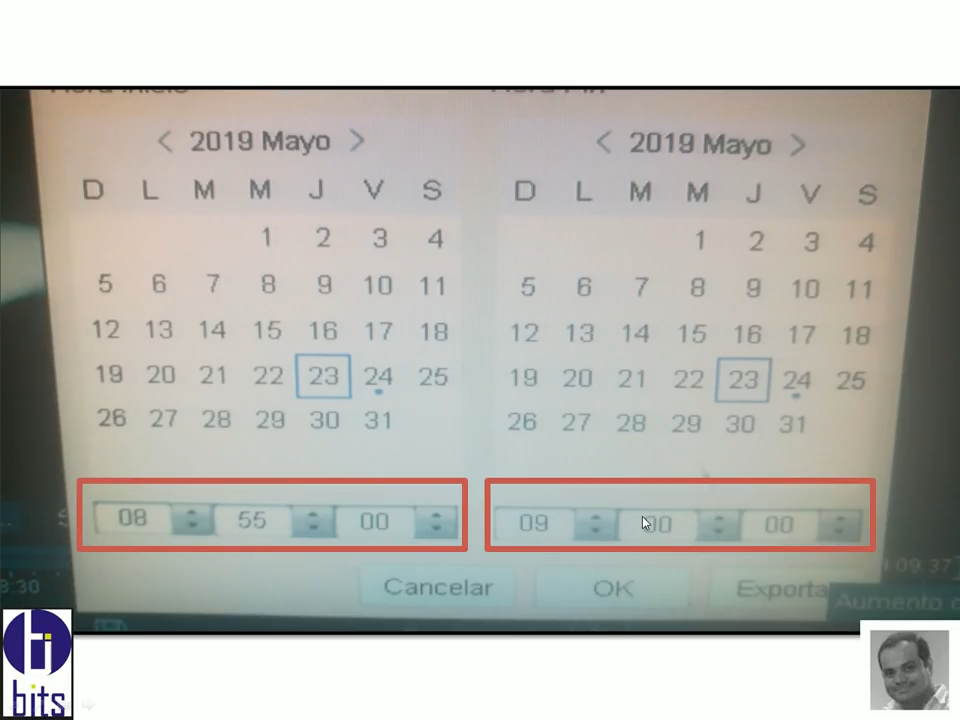 2019 Mayo
D L M M J V S
1 2 3 4
5 6 7 8 9 10 11
12 13 14 15 16 17 18
19 20 21 22 23 24 25
26 27 28 29 30 31
08 55 00
2019 Mayo
D L M M J V S
1 2 3 4
5 6 7 8 9 10 11
12 13 14 15 16 17 18
19 20 21 22 23 24 25
26 27 28 29 30 31
09 00
Cancelar OK
09:37
Aumento
bits